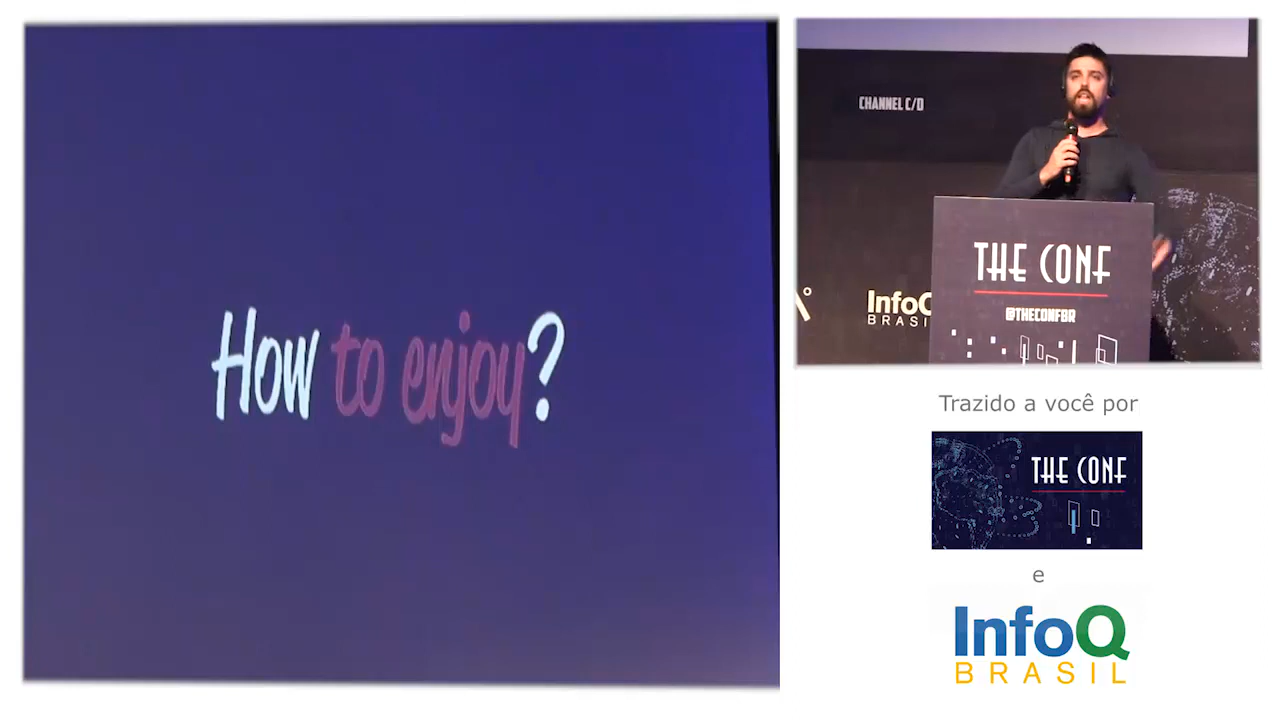 How to enjoy?
CHANNEL C/D
InfoQ
BRASIL
THE CONF
@THECONFBR
Trazido a você por
THE CONF
e
InfoQ
BRASIL